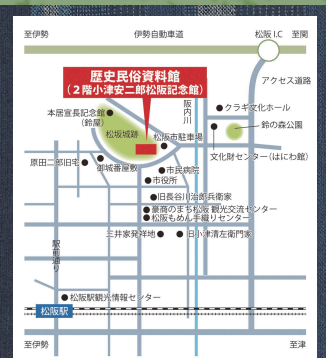 至伊勢 伊勢自動車道 松阪 I.C 至関
アクセス道路
歴史民俗資料館
(2階小津安二郎松阪記念館)
阪内川
本居宣長記念館
(鈴屋)
松坂城跡
クラギ文化ホール
鈴の森公園
松阪市駐車場
文化財センター(はにわ館)
原田二郎旧宅
御城番屋敷
市民病院
市役所
旧長谷川治郎兵衛家
豪商のまち松阪 観光交流センター
松阪もめん手織りセンター
三井家発祥地
旧小津清左衛門家
駅前通り
松阪駅観光情報センター
松阪駅
至伊勢 至津